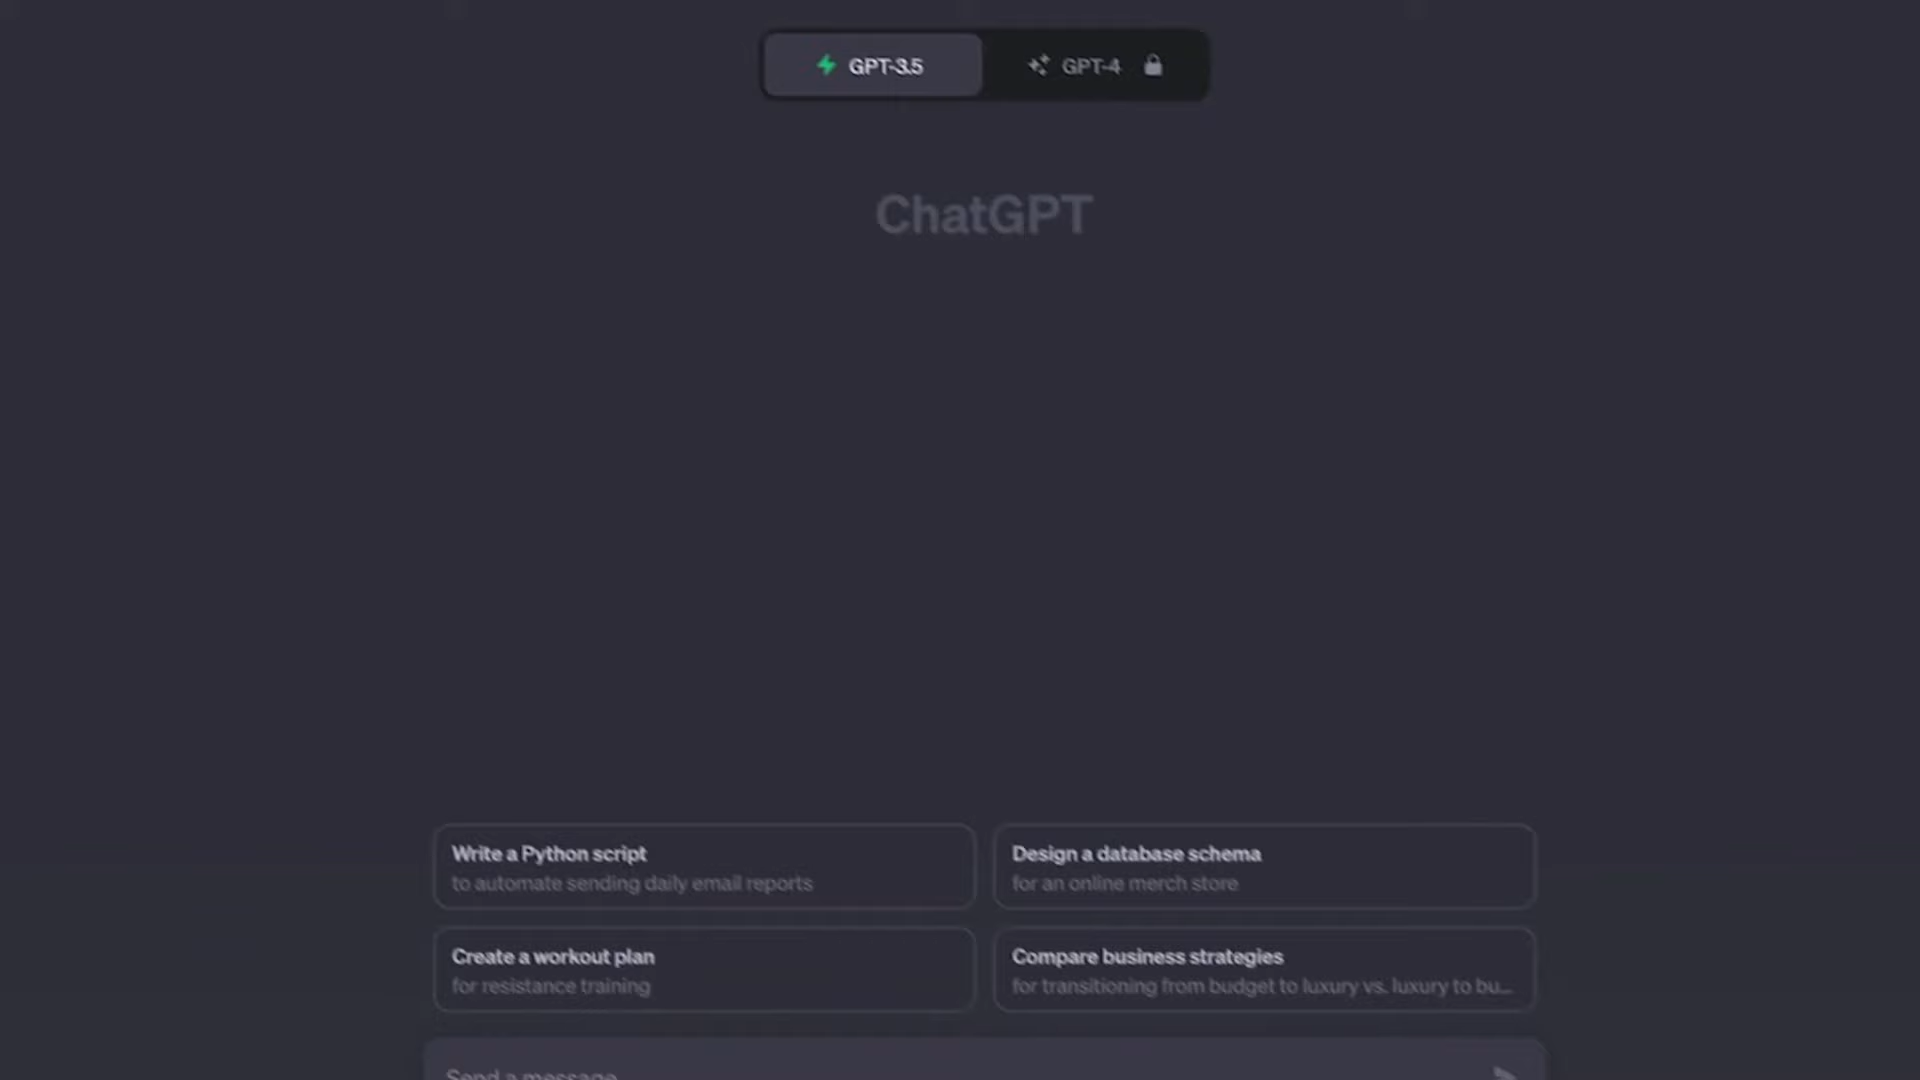 GPT-3.5
GPT-4
ChatGPT
Write a Python script
to automate sending daily email reports
Design a database schema
for an online merch store
Create a workout plan
for resistance training
Compare business strategies
for transitioning from budget to luxury vs. luxury to bu...
Send a message